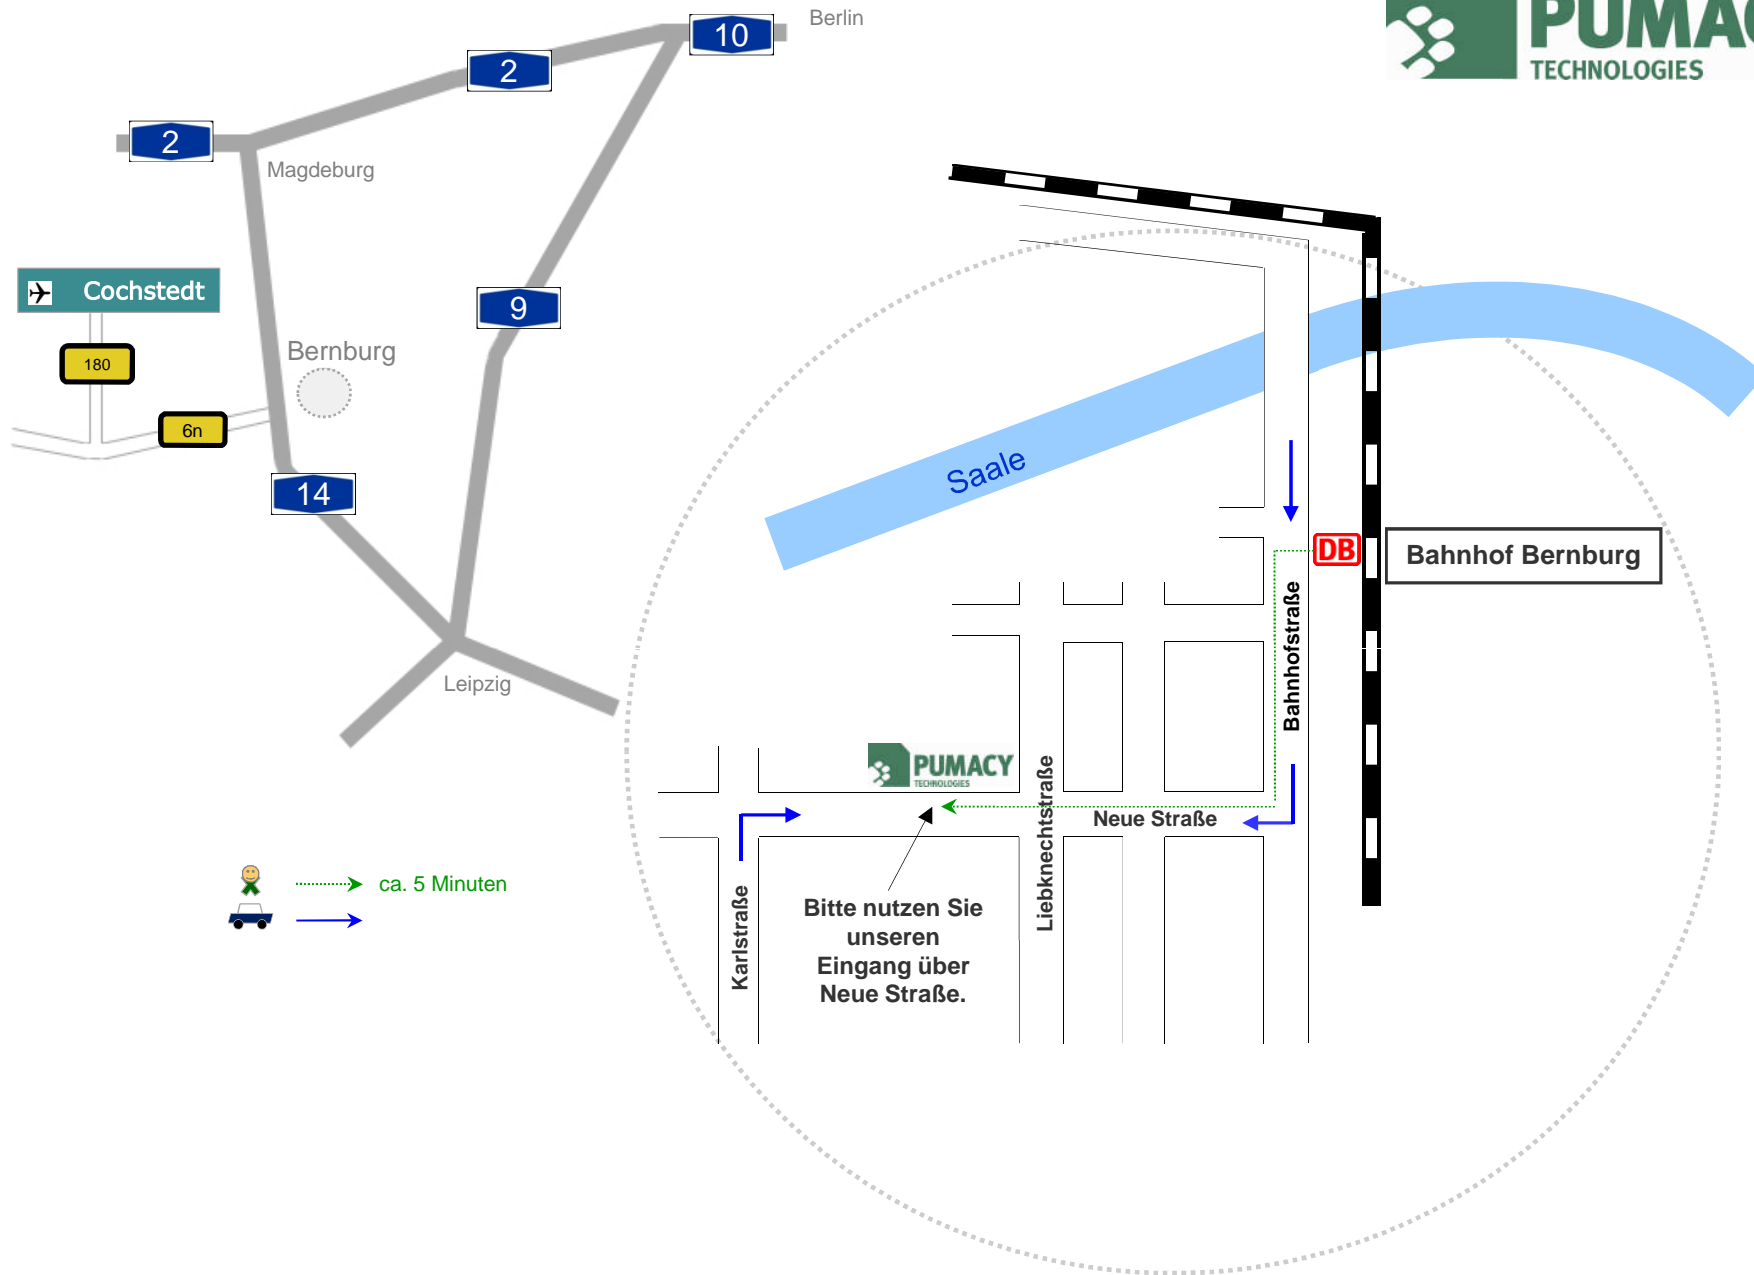 Berlin
10
2
2
Magdeburg
PUMAC
TECHNOLOGIES
Cochstedt
180
6n
9
Bernburg
14
Leipzig
Saale
DB
Bahnhof Bernburg
Bahnhofstraße
PUMACY
TECHNOLOGIES
Liebknechtstraße
Neue Straße
Karlstraße
Bitte nutzen Sie
unseren
Eingang über
Neue Straße.
ca. 5 Minuten